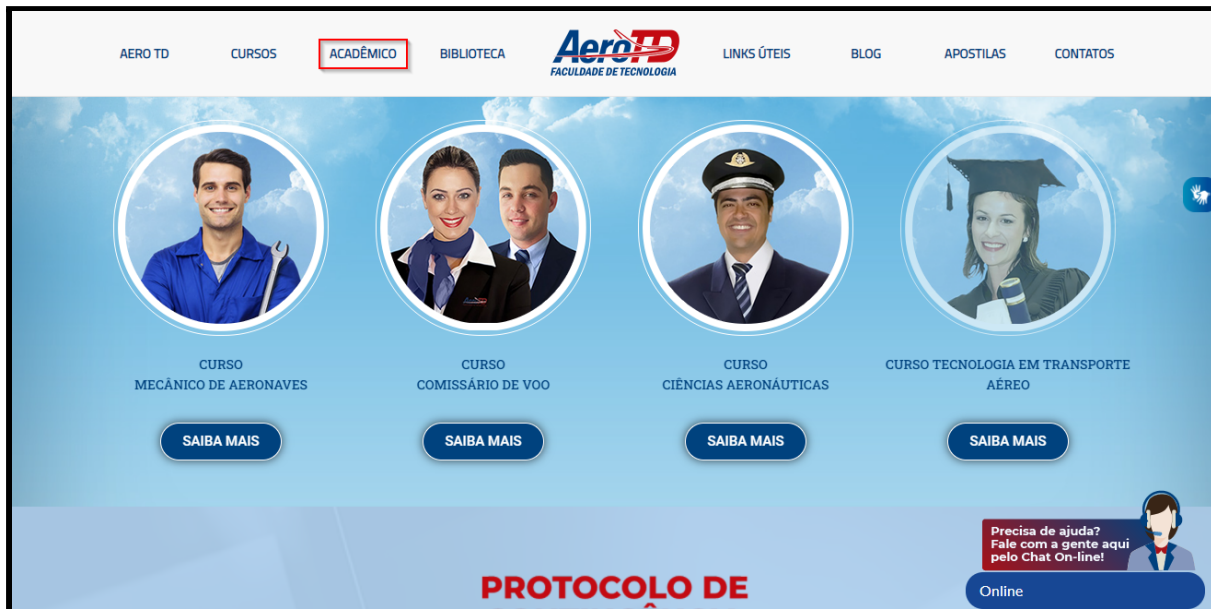 AERO TD
CURSOS
ACADÊMICO
BIBLIOTECA
AeroTD
FACULDADE DE TECNOLOGIA
LINKS ÚTEIS
BLOG
APOSTILAS
CONTATOS
CURSO
MECÂNICO DE AERONAVES
SAIBA MAIS
CURSO
COMISSÁRIO DE VOO
SAIBA MAIS
CURSO
CIÊNCIAS AERONÁUTICAS
SAIBA MAIS
CURSO TECNOLOGIA EM TRANSPORTE
AÉREO
SAIBA MAIS
Precisa de ajuda?
Fale com a gente aqui
pelo Chat On-line!
Online
PROTOCOLO DE